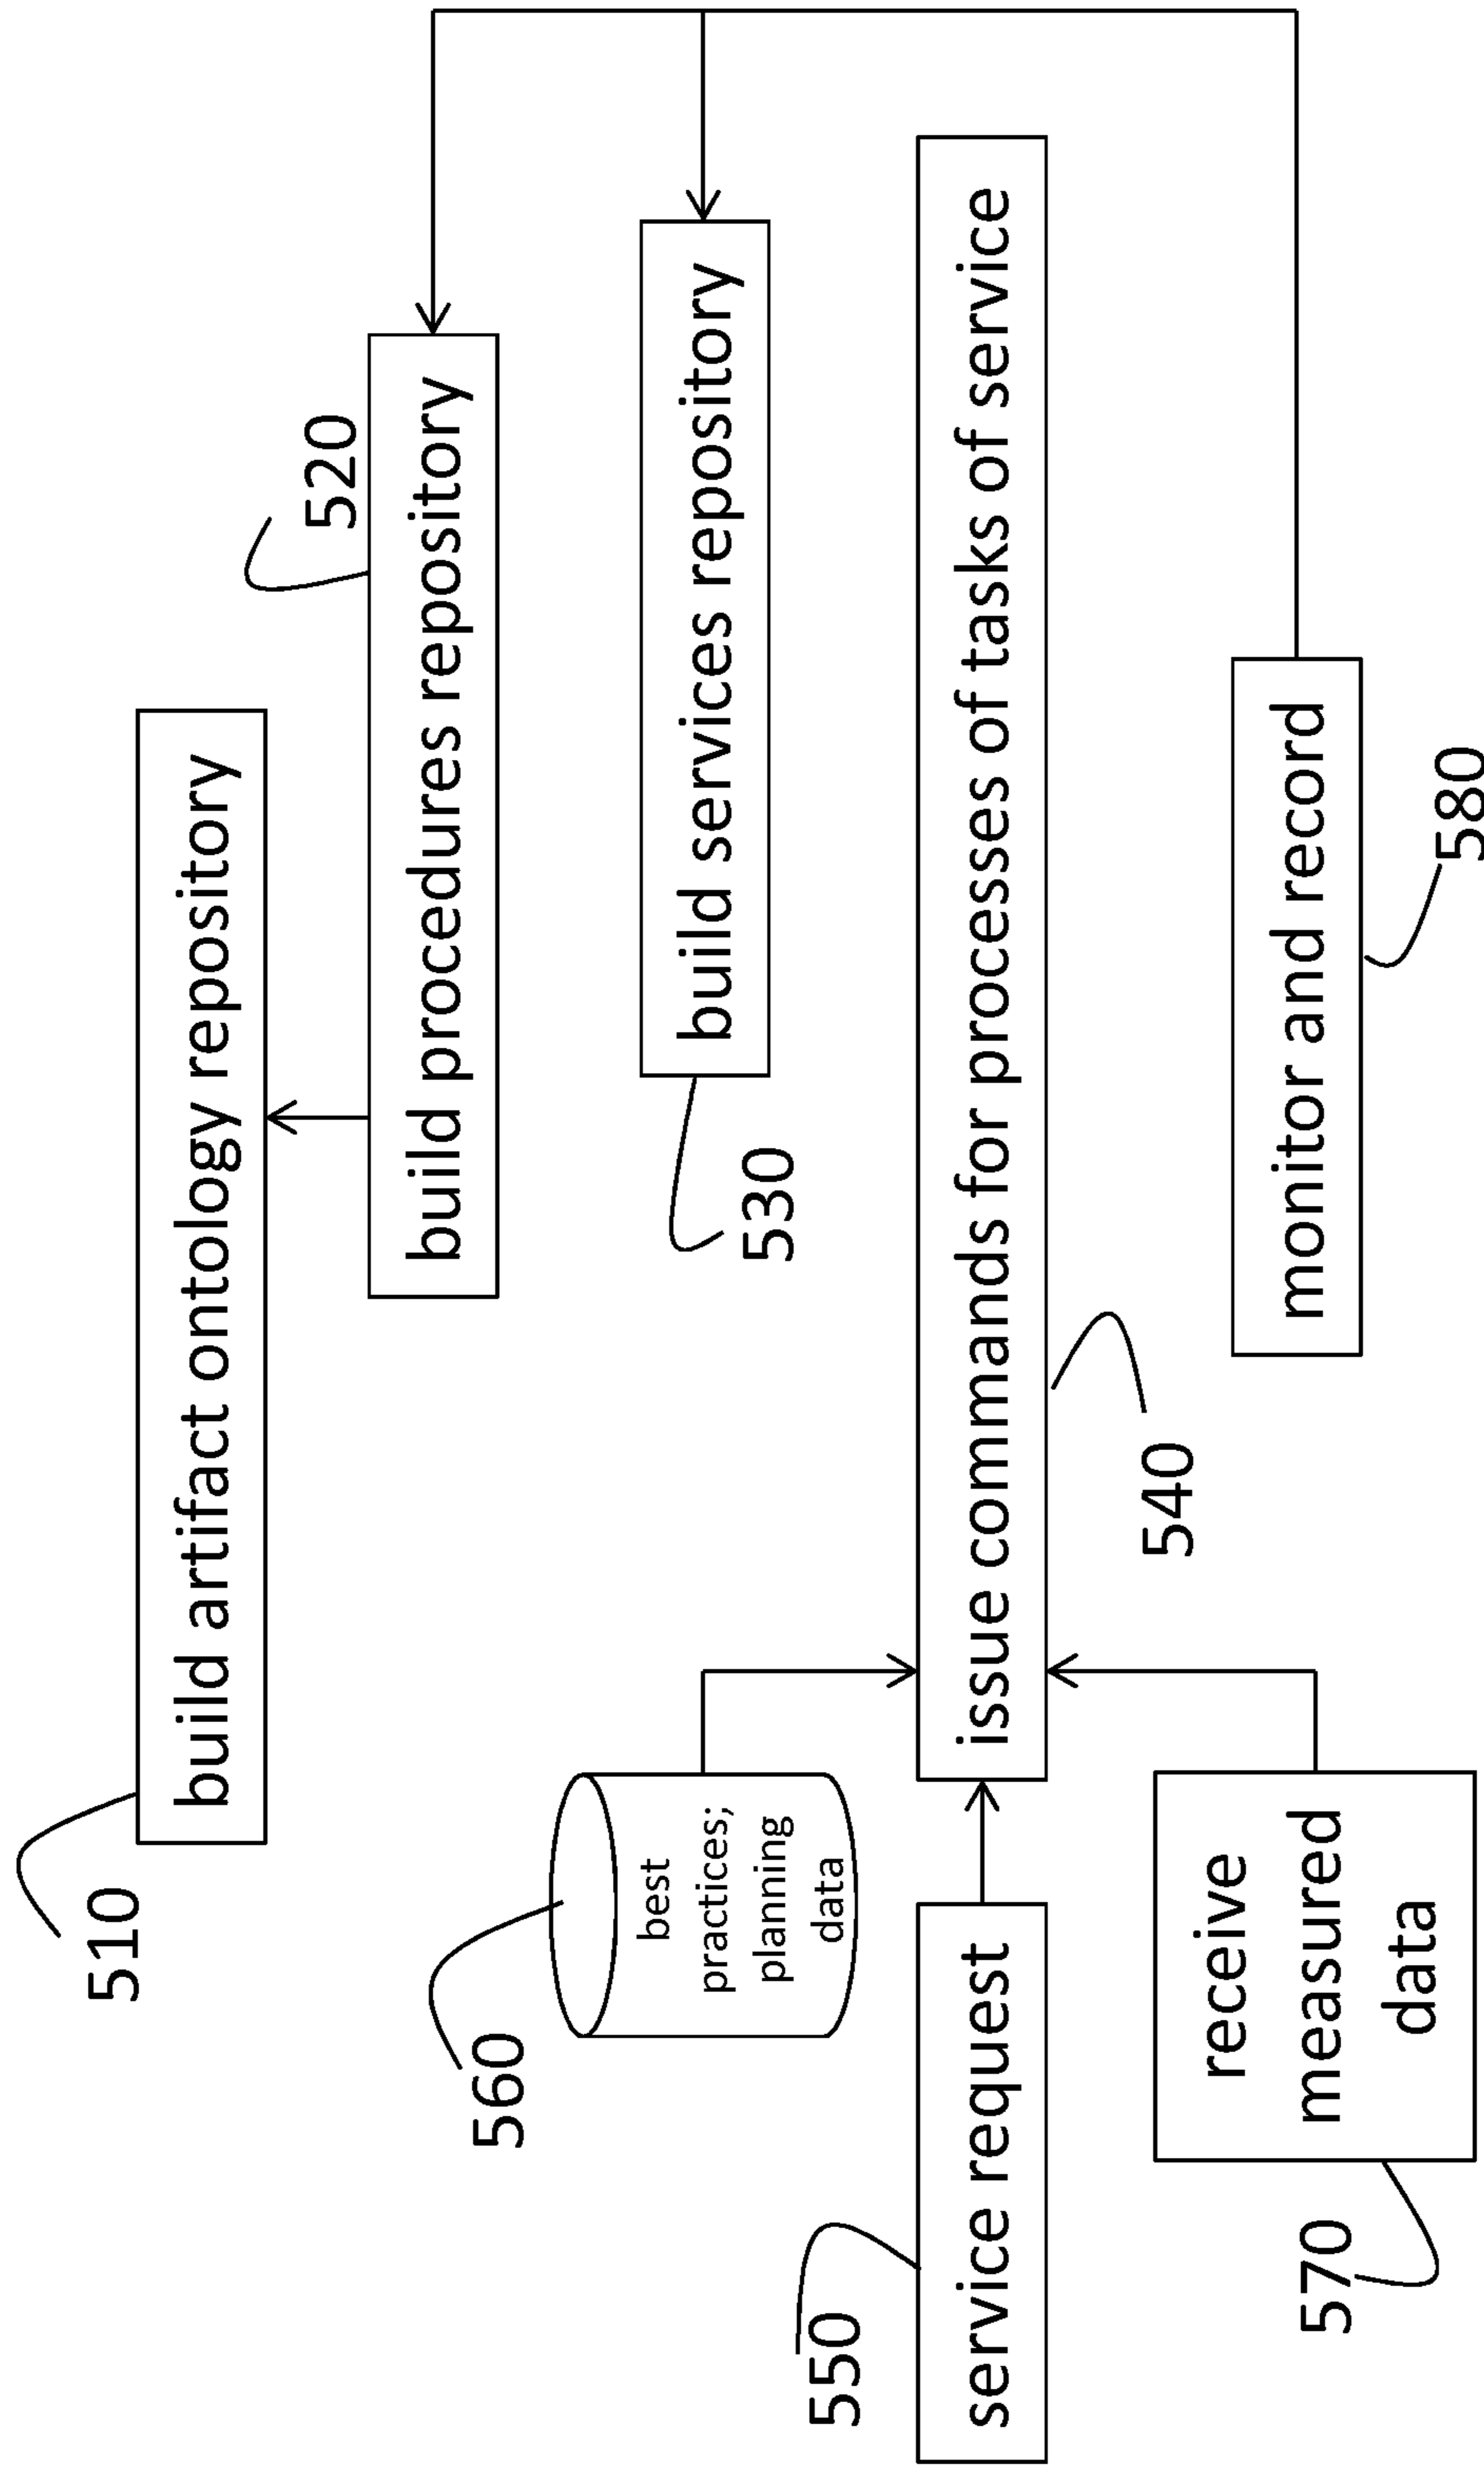 510
build artifact ontology repository
520
build procedures repository
560
best
practices;
planning
data
530
build services repository
550
service request
issue commands for processes of tasks of service
540
570
receive
measured
data
monitor and record
580